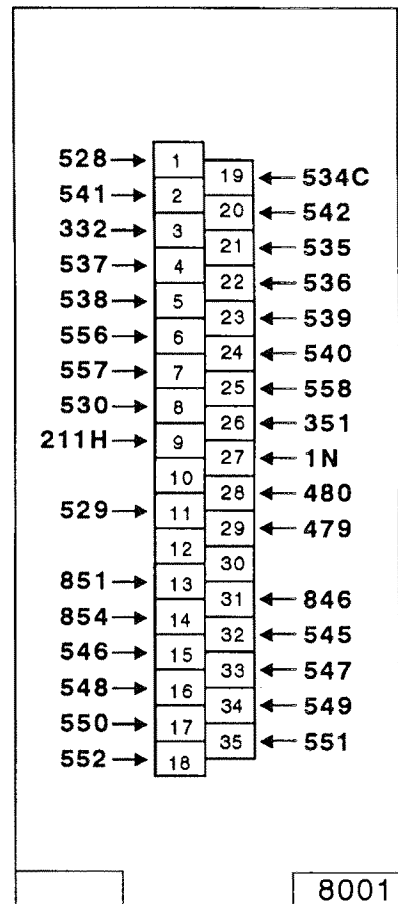 528 → 1
19 ← 534C
541 → 2
20 ← 542
332 → 3
21 ← 535
537 → 4
22 ← 536
538 → 5
23 ← 539
556 → 6
24 ← 540
557 → 7
25 ← 558
530 → 8
26 ← 351
211H → 9
27 ← 1N
10
28 ← 480
529 → 11
29 ← 479
12
30
851 → 13
31 ← 846
854 → 14
32 ← 545
546 → 15
33 ← 547
548 → 16
34 ← 549
550 → 17
35 ← 551
552 → 18
8001